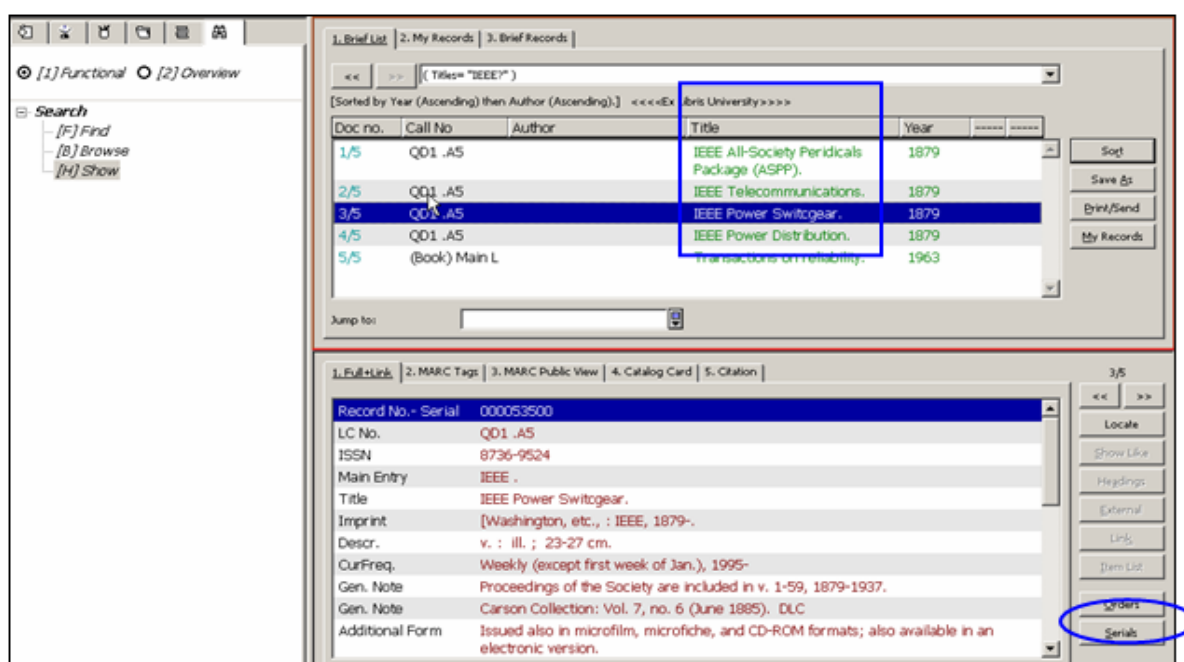 [1] Functional [2] Overview
Search
[F] Find
[B] Browse
[H] Show
1. Brief List 2. My Records 3. Brief Records
<< >> ( Titles= "IEEE?" )
[Sorted by Year (Ascending) then Author (Ascending).] <<<<Ex Libris University>>>>
Doc no. Call No Author Title Year ----- -----
1/5 QD1 .A5 IEEE All-Society Peridicals 1879
Package (ASPP).
2/5 QD1 .A5 IEEE Telecommunications. 1879
3/5 QD1 .A5 IEEE Power Switcgear. 1879
4/5 QD1 .A5 IEEE Power Distribution. 1879
5/5 (Book) Main L Transactions on reliability. 1963
Sort
Save As
Print/Send
My Records
Jump to:
1. Full+Link 2. MARC Tags 3. MARC Public View 4. Catalog Card 5. Citation
Record No.- Serial 000053500
LC No. QD1 .A5
ISSN 8736-9524
Main Entry IEEE .
Title IEEE Power Switcgear.
Imprint [Washington, etc., : IEEE, 1879-.
Descr. v. : ill. ; 23-27 cm.
CurFreq. Weekly (except first week of Jan.), 1995-
Gen. Note Proceedings of the Society are included in v. 1-59, 1879-1937.
Gen. Note Carson Collection: Vol. 7, no. 6 (June 1885). DLC
Additional Form Issued also in microfilm, microfiche, and CD-ROM formats; also available in an
electronic version.
3/5
<< >>
Locate
Show Like
Headings
External
Link
Item List
Orders
Serials